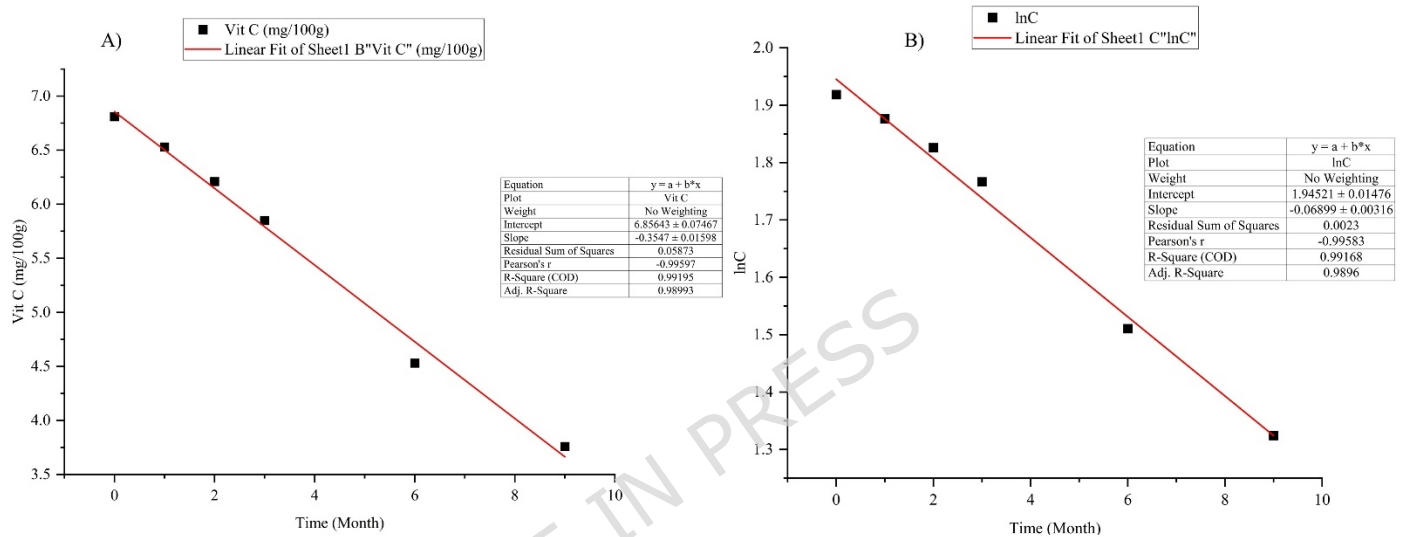 A)
Vit C (mg/100g)
Linear Fit of Sheet1 B"Vit C" (mg/100g)
7.0
6.5
6.0
5.5
5.0
4.5
4.0
3.5
Vit C (mg/100g)
0 2 4 6 8 10
Time (Month)
Equation y = a + b*x
Plot Vit C
Weight No Weighting
Intercept 6.85643 ± 0.07467
Slope -0.3547 ± 0.01598
Residual Sum of Squares 0.05873
Pearson's r -0.99597
R-Square (COD) 0.99195
Adj. R-Square 0.98993
B)
lnC
Linear Fit of Sheet1 C"lnC"
2.0
1.9
1.8
1.7
1.6
1.5
1.4
1.3
lnC
0 2 4 6 8 10
Time (Month)
Equation y = a + b*x
Plot lnC
Weight No Weighting
Intercept 1.94521 ± 0.01476
Slope -0.06899 ± 0.00316
Residual Sum of Squares 0.0023
Pearson's r -0.99583
R-Square (COD) 0.99168
Adj. R-Square 0.9896
IN PRESS